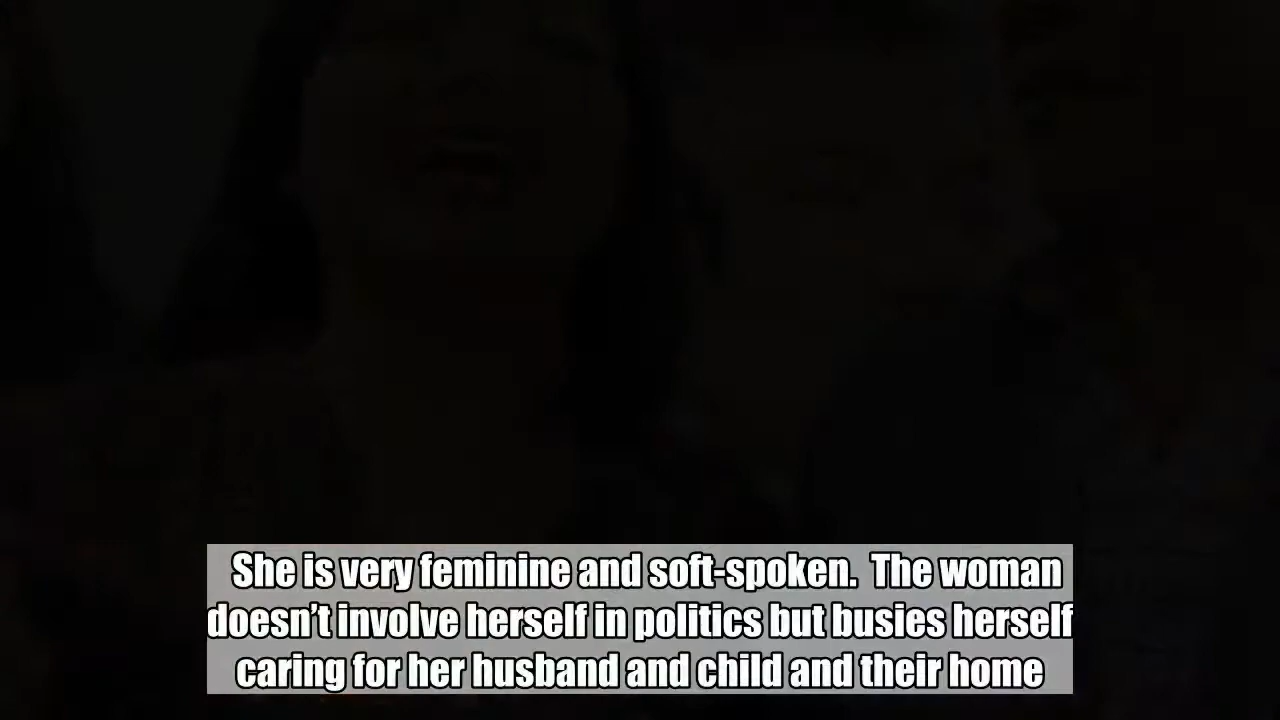 She is very feminine and soft-spoken.  The woman
doesn’t involve herself in politics but busies herself
caring for her husband and child and their home